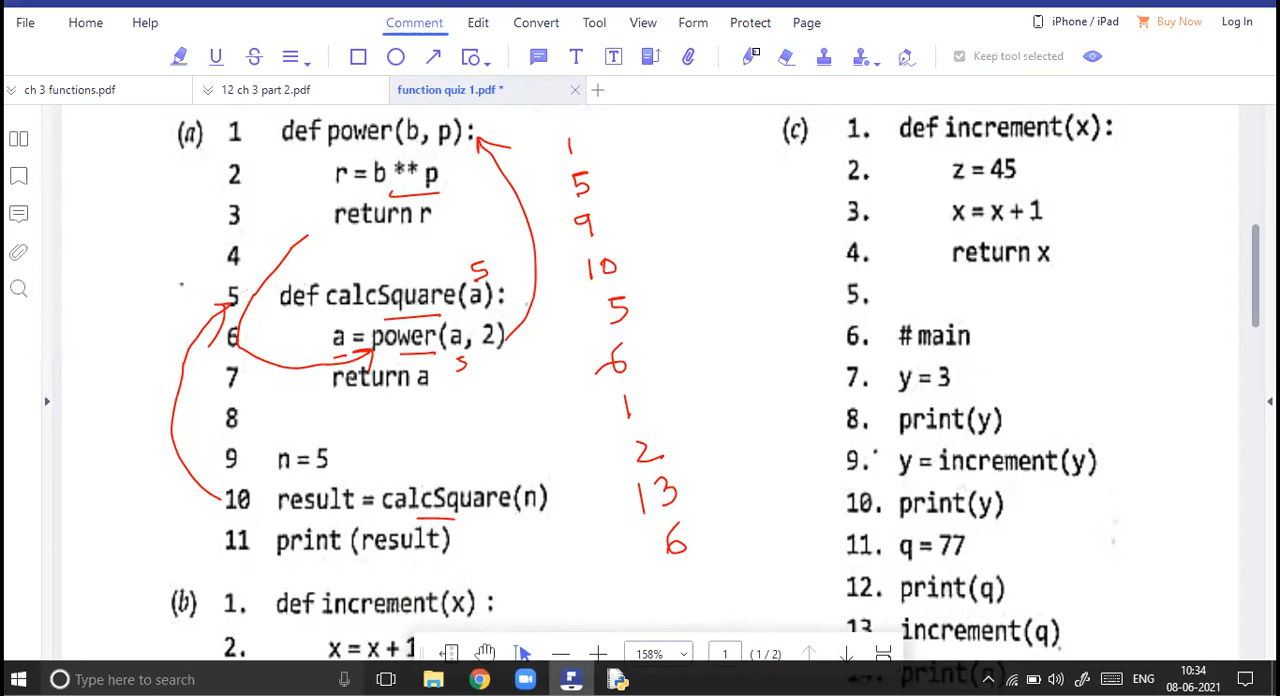 File Home Help Comment Edit Convert Tool View Form Protect Page iPhone / iPad Buy Now Log In
Keep tool selected
ch 3 functions.pdf 12 ch 3 part 2.pdf function quiz 1.pdf *
(a) 1 def power(b, p):
2 r = b ** p
3 return r
4
5 def calcSquare(a):
6 a = power(a, 2)
7 return a
8
9 n = 5
10 result = calcSquare(n)
11 print (result)
(b) 1. def increment(x) :
2. x = x + 1
5
5
1
5
9
10
5
6
1
2
13
6
(c) 1. def increment(x):
2. z = 45
3. x = x + 1
4. return x
5.
6. # main
7. y = 3
8. print(y)
9. y = increment(y)
10. print(y)
11. q = 77
12. print(q)
13 increment(q)
14. print(q)
158% 1 (1 / 2)
Type here to search
ENG
10:34
08-06-2021